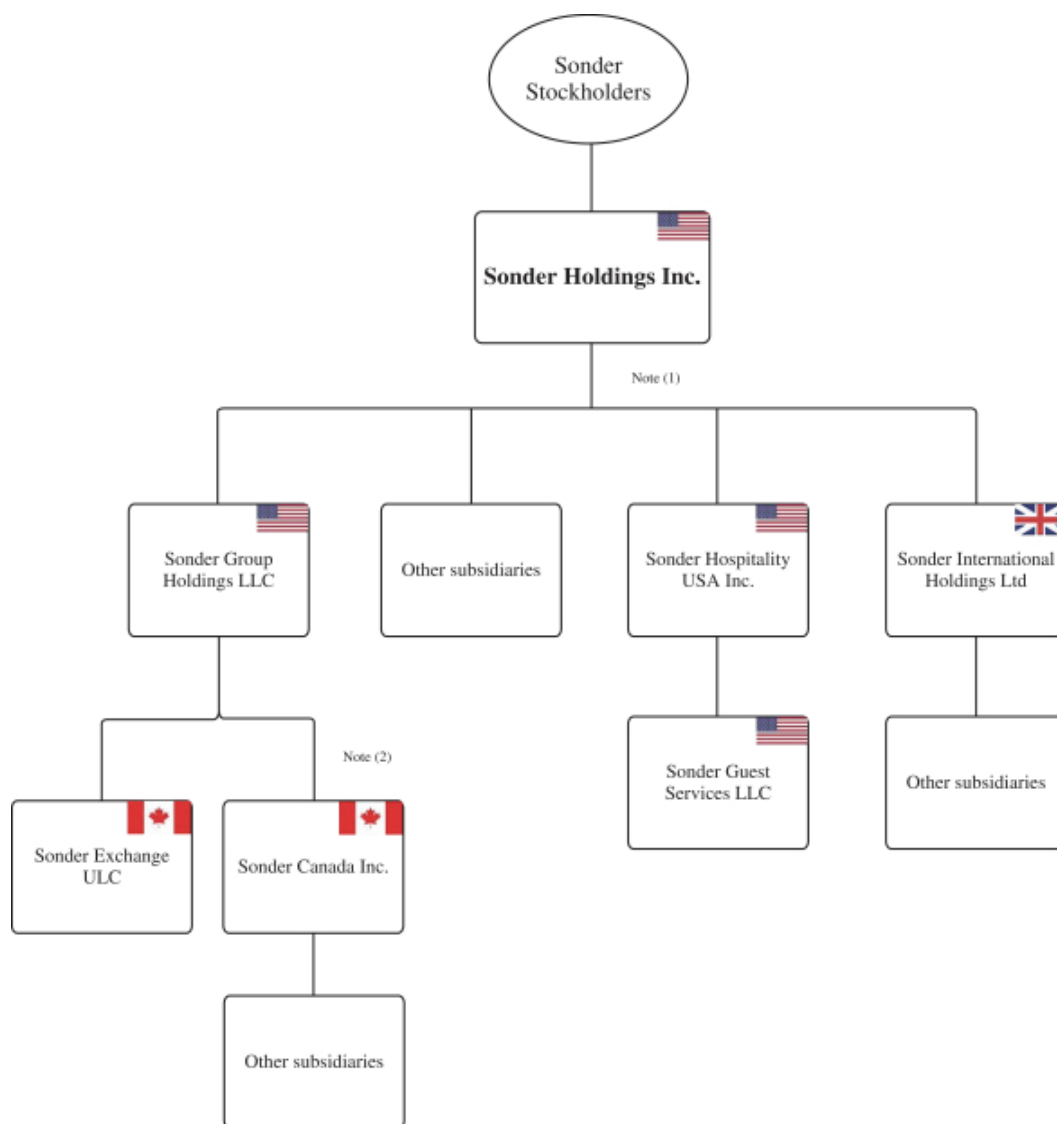 Sonder
Stockholders
Sonder Holdings Inc.
Note (1)
Sonder Group
Holdings LLC
Other subsidiaries
Sonder Hospitality
USA Inc.
Sonder International
Holdings Ltd
Note (2)
Sonder Exchange
ULC
Sonder Canada Inc.
Sonder Guest
Services LLC
Other subsidiaries
Other subsidiaries